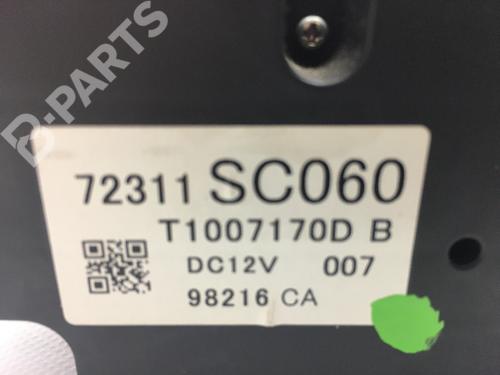 B-PARTS
72311 SC060
T1007170D B
DC12V 007
98216 CA